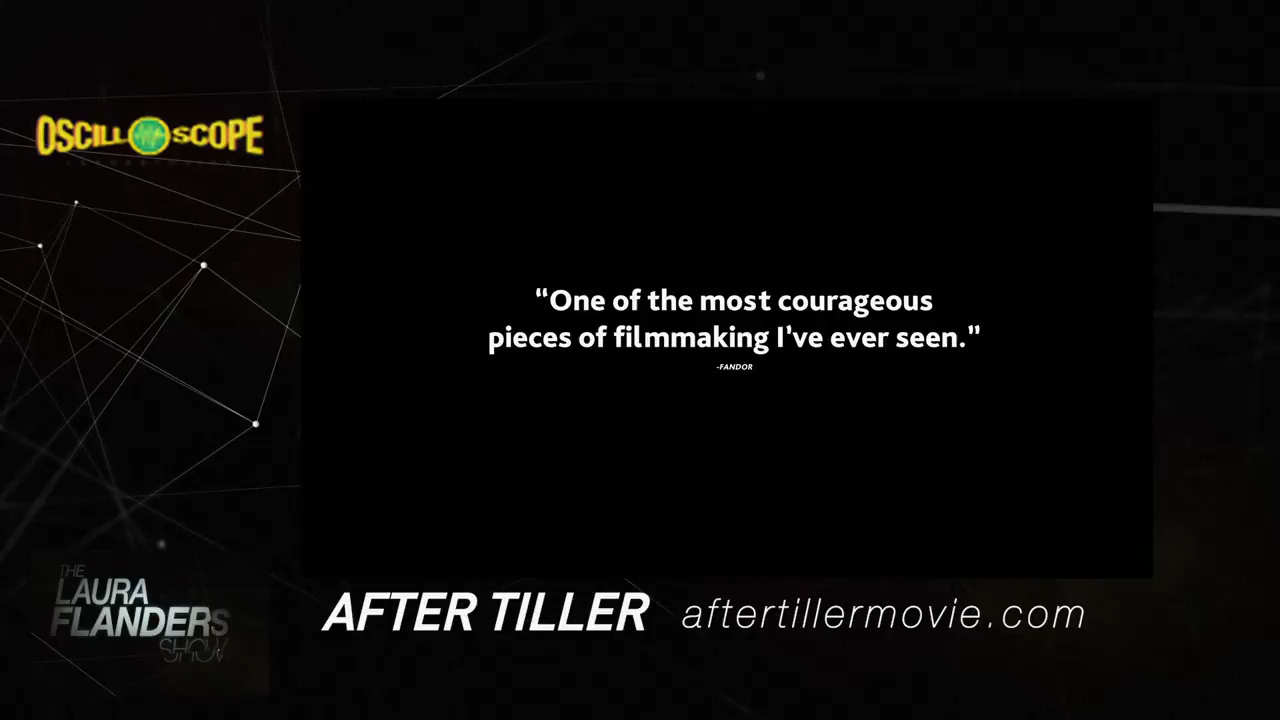 OSCILLOSCOPE
“One of the most courageous
pieces of filmmaking I’ve ever seen.”
-FANDOR
THE
LAURA
FLANDERS
SHOW
AFTER TILLER aftertillermovie.com